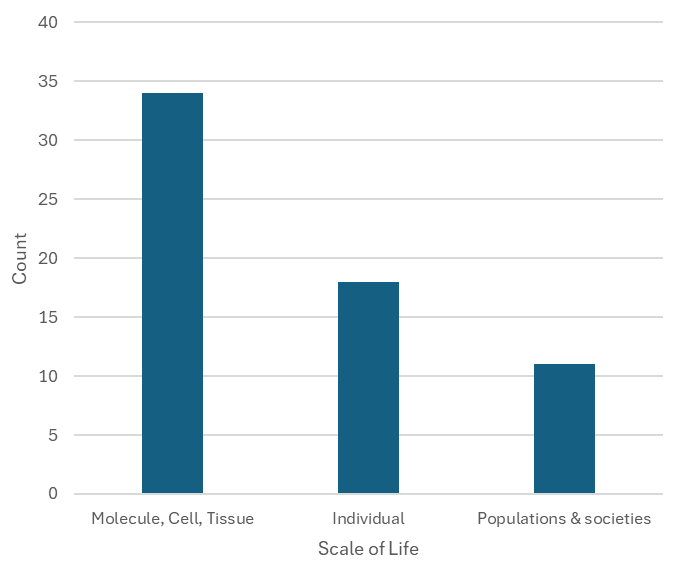 40
35
30
25
20
15
10
5
0
Count
Molecule, Cell, Tissue
Individual
Populations & societies
Scale of Life